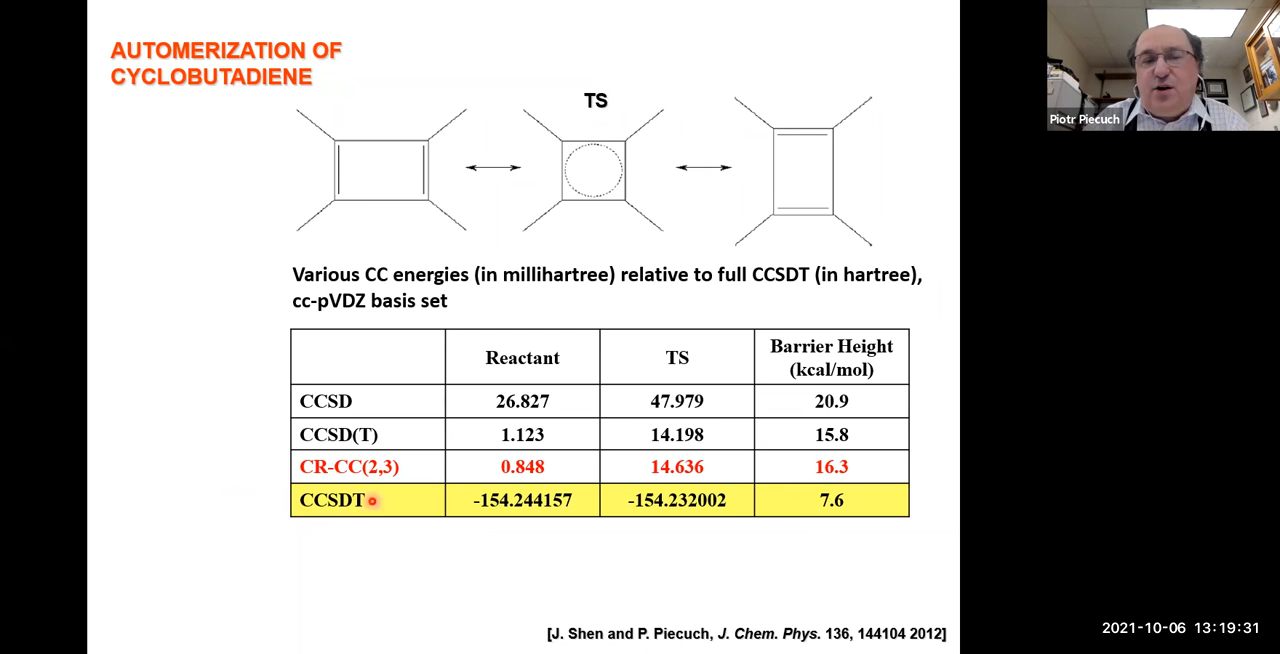 AUTOMERIZATION OF
CYCLOBUTADIENE
TS
Piotr Piecuch
Various CC energies (in millihartree) relative to full CCSDT (in hartree),
cc-pVDZ basis set
Reactant TS Barrier Height
(kcal/mol)
CCSD 26.827 47.979 20.9
CCSD(T) 1.123 14.198 15.8
CR-CC(2,3) 0.848 14.636 16.3
CCSDT -154.244157 -154.232002 7.6
[J. Shen and P. Piecuch, J. Chem. Phys. 136, 144104 2012]
2021-10-06 13:19:31